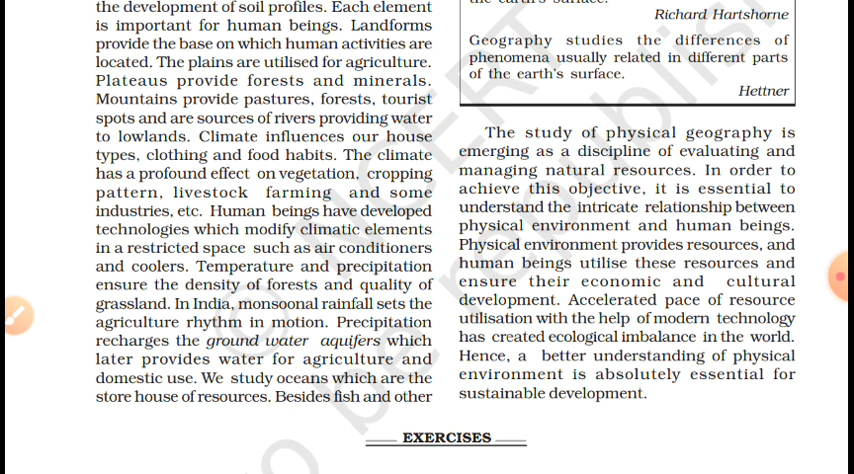 the development of soil profiles. Each element
is important for human beings. Landforms
provide the base on which human activities are
located. The plains are utilised for agriculture.
Plateaus provide forests and minerals.
Mountains provide pastures, forests, tourist
spots and are sources of rivers providing water
to lowlands. Climate influences our house
types, clothing and food habits. The climate
has a profound effect on vegetation, cropping
pattern, livestock farming and some
industries, etc. Human beings have developed
technologies which modify climatic elements
in a restricted space such as air conditioners
and coolers. Temperature and precipitation
ensure the density of forests and quality of
grassland. In India, monsoonal rainfall sets the
agriculture rhythm in motion. Precipitation
recharges the ground water aquifers which
later provides water for agriculture and
domestic use. We study oceans which are the
store house of resources. Besides fish and other
the earth's surface.
Richard Hartshorne
Geography studies the differences of
phenomena usually related in different parts
of the earth's surface.
Hettner
The study of physical geography is
emerging as a discipline of evaluating and
managing natural resources. In order to
achieve this objective, it is essential to
understand the intricate relationship between
physical environment and human beings.
Physical environment provides resources, and
human beings utilise these resources and
ensure their economic and cultural
development. Accelerated pace of resource
utilisation with the help of modern technology
has created ecological imbalance in the world.
Hence, a better understanding of physical
environment is absolutely essential for
sustainable development.
EXERCISES
© NCERT
o be republish